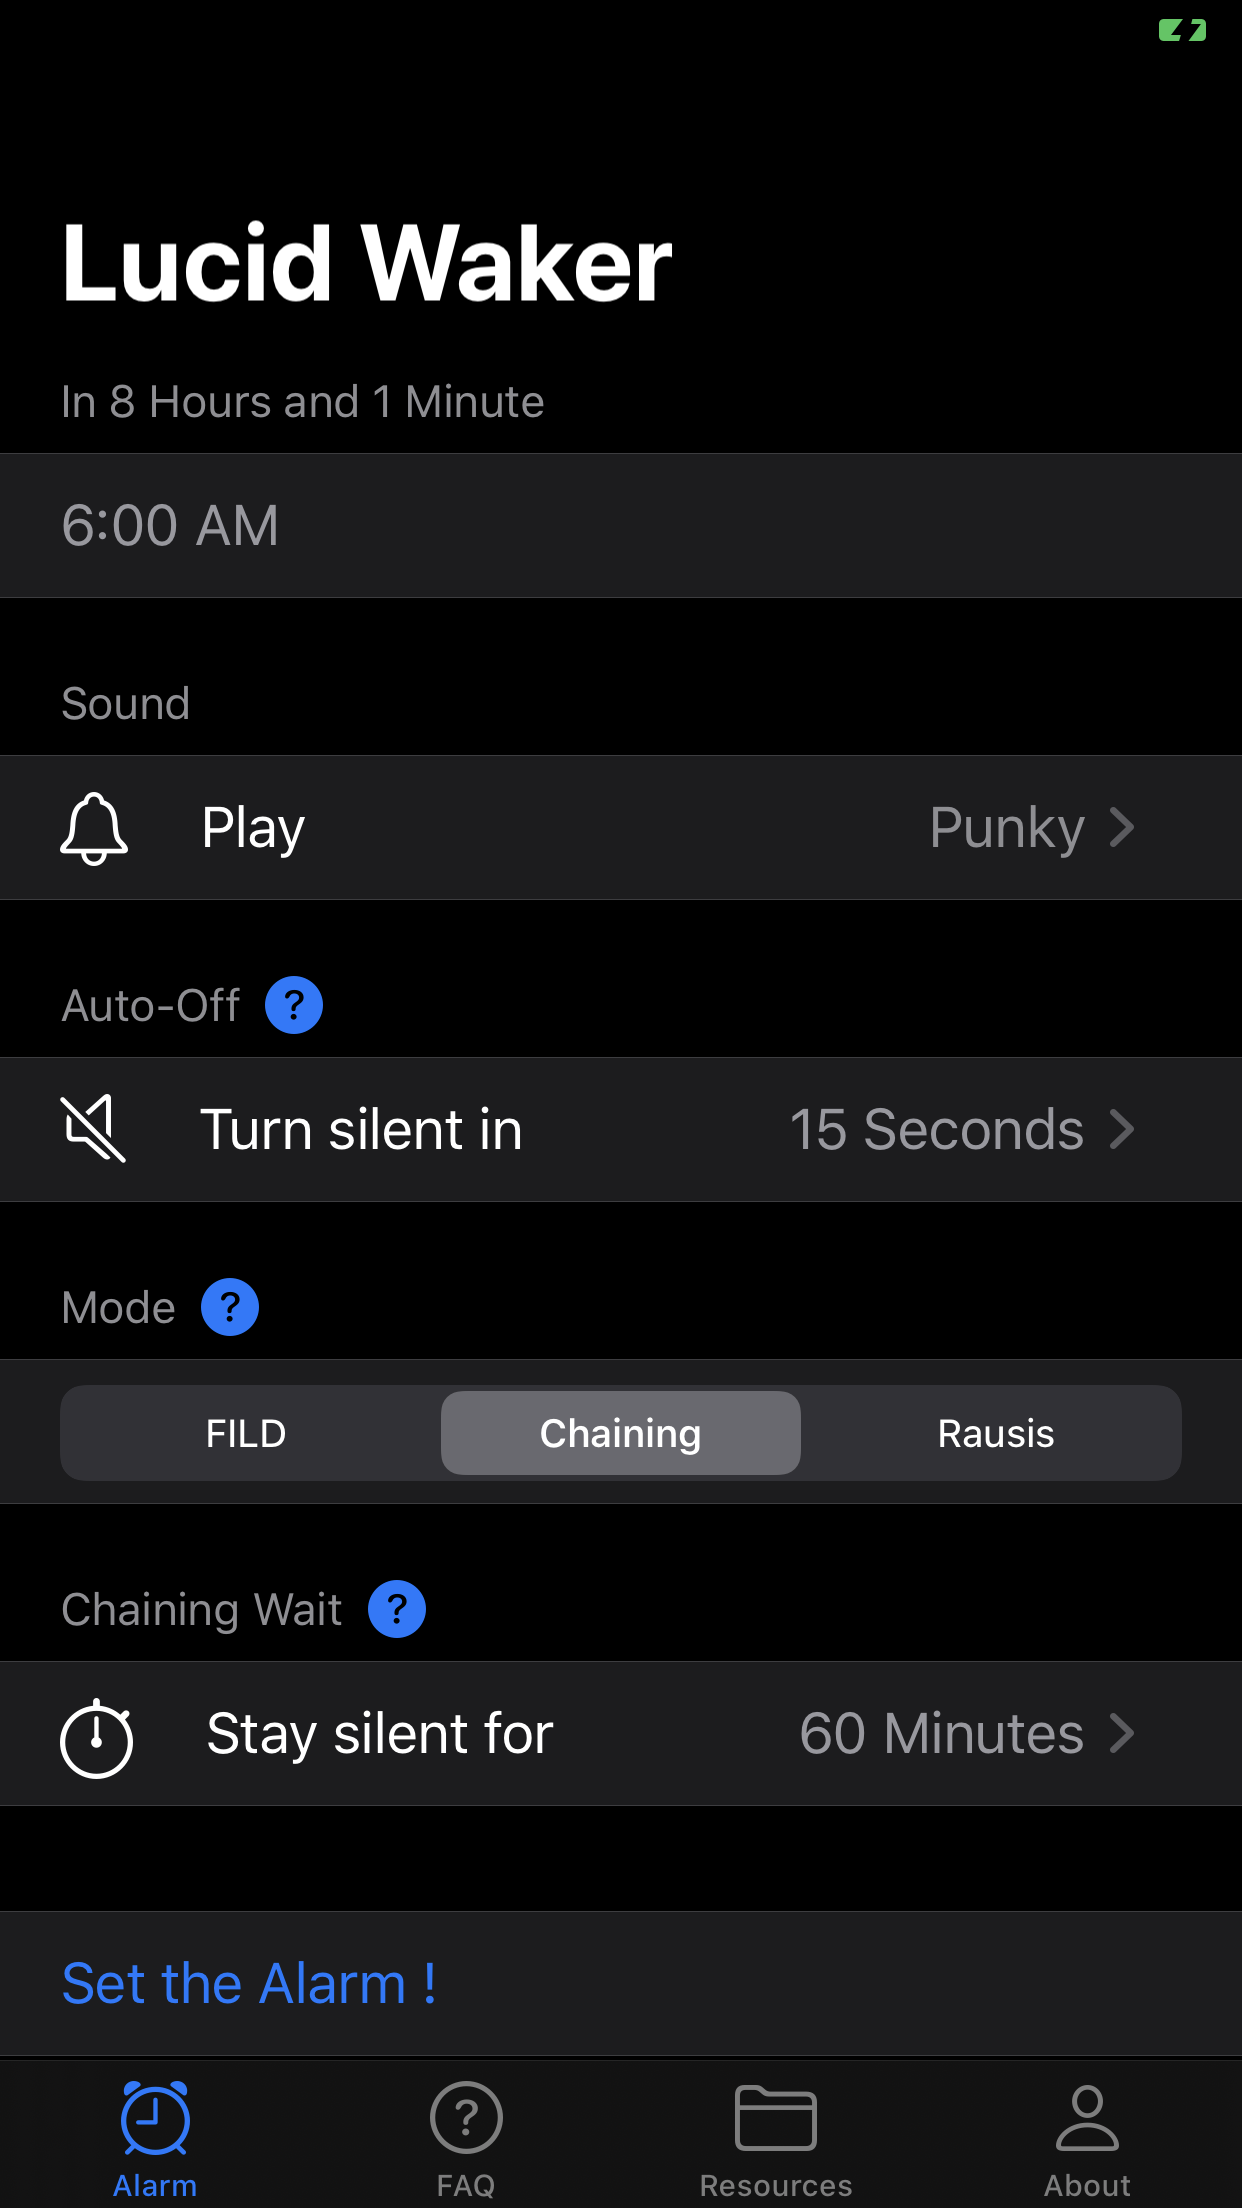 Lucid Waker
In 8 Hours and 1 Minute
6:00 AM
Sound
Play Punky
Auto-Off ?
Turn silent in 15 Seconds
Mode ?
FILD Chaining Rausis
Chaining Wait ?
Stay silent for 60 Minutes
Set the Alarm !
?
Alarm FAQ Resources About